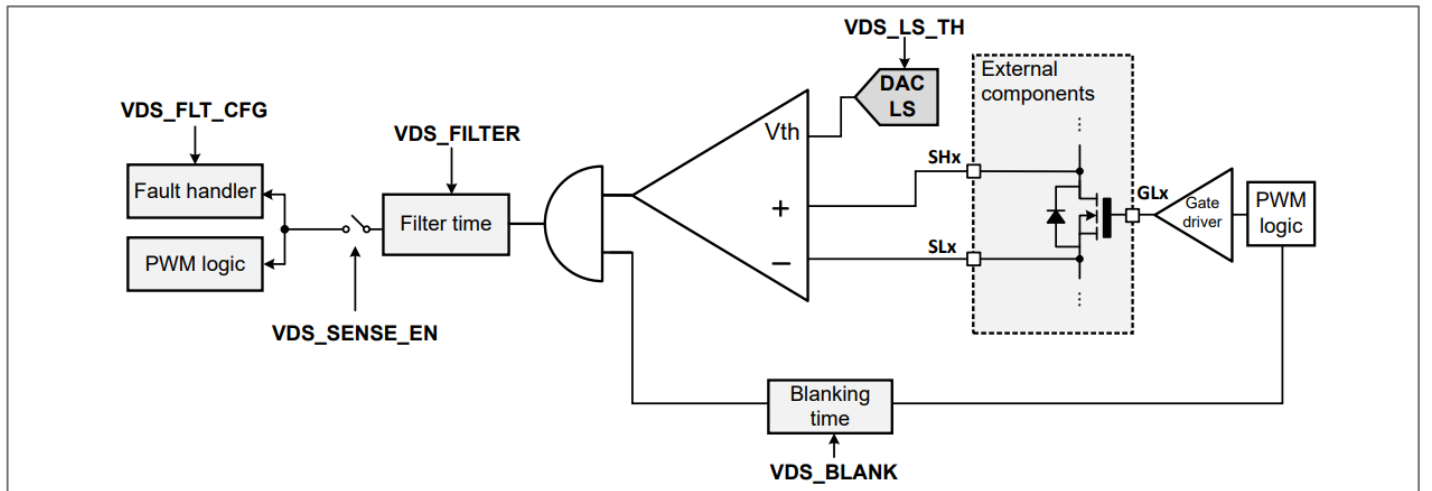 VDS_LS_TH
DAC
LS
External
components
VDS_FLT_CFG
VDS_FILTER
Vth
Fault handler
SHx
GLx
Gate
driver
PWM
logic
Filter time
+
PWM logic
SLx
−
VDS_SENSE_EN
Blanking
time
VDS_BLANK